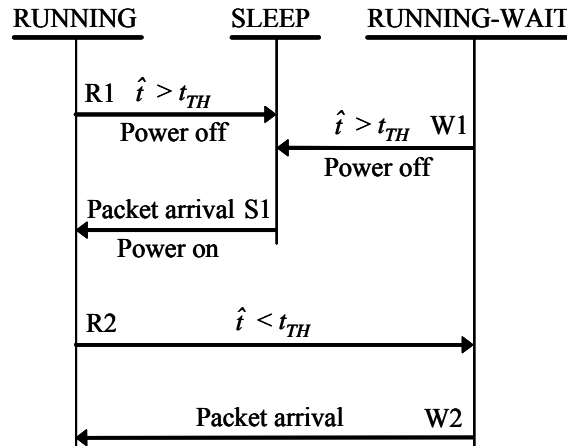 RUNNING SLEEP RUNNING-WAIT
R1 t̂ > t_TH
Power off
t̂ > t_TH W1
Power off
Packet arrival S1
Power on
R2 t̂ < t_TH
Packet arrival W2